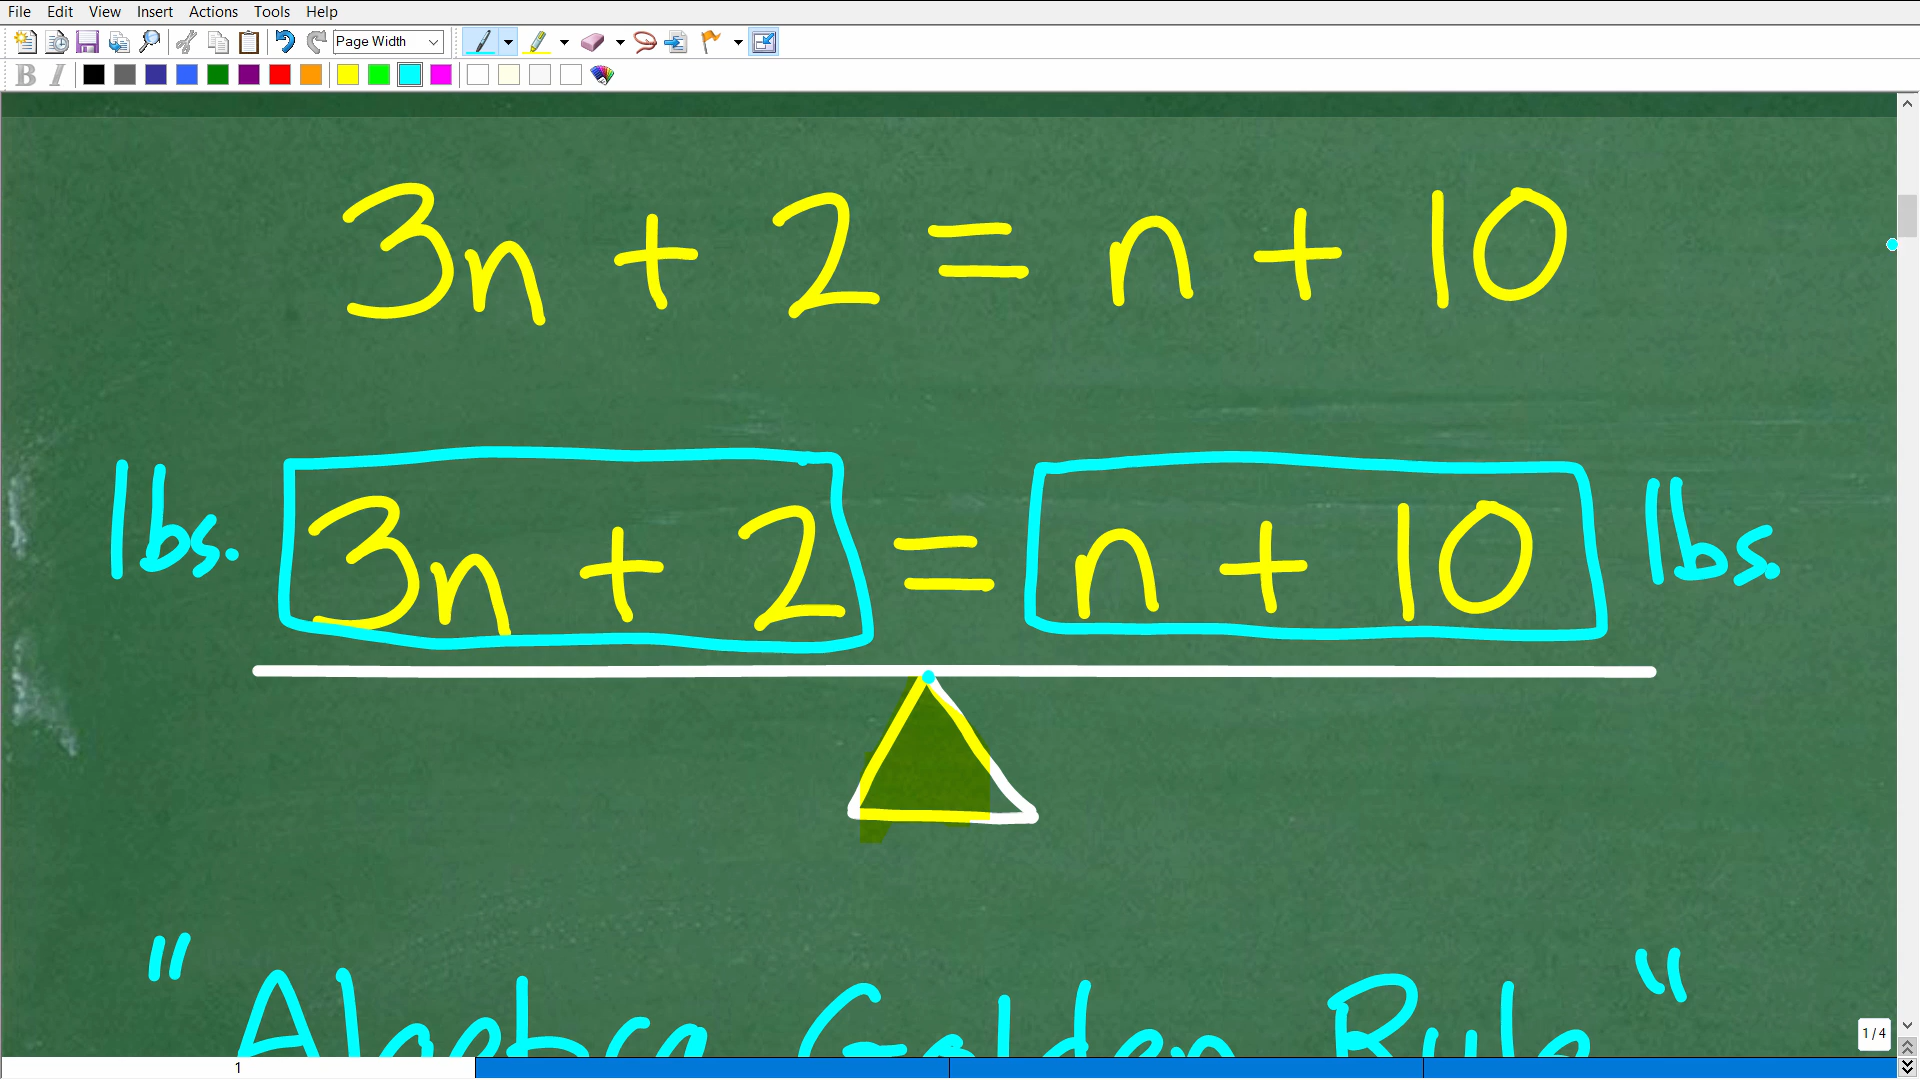 File Edit View Insert Actions Tools Help
Page Width
B I
3n + 2 = n + 10
lbs. 3n + 2 = n + 10 lbs.
"Algebra Golden Rule"
1 / 4
1